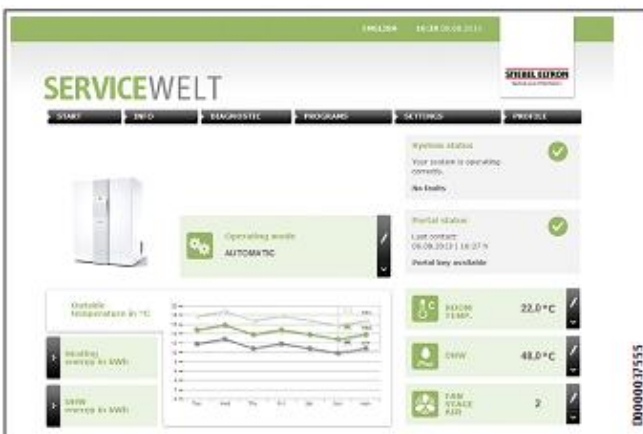 ENGLISH
SERVICEWELT
STIEBEL ELTRON
START INFO DIAGNOSTIC PROGRAMS SETTINGS PROFILE
System status
Your system is operating
correctly.
No faults
Operating mode
AUTOMATIC
Portal status
Last contact:
Portal key available
Outside
temperature in °C
Heating
energy in kWh
DHW
energy in kWh
ROOM
TEMP.
22,0 °C
DHW
48,0 °C
FAN
STAGE
AIR
2